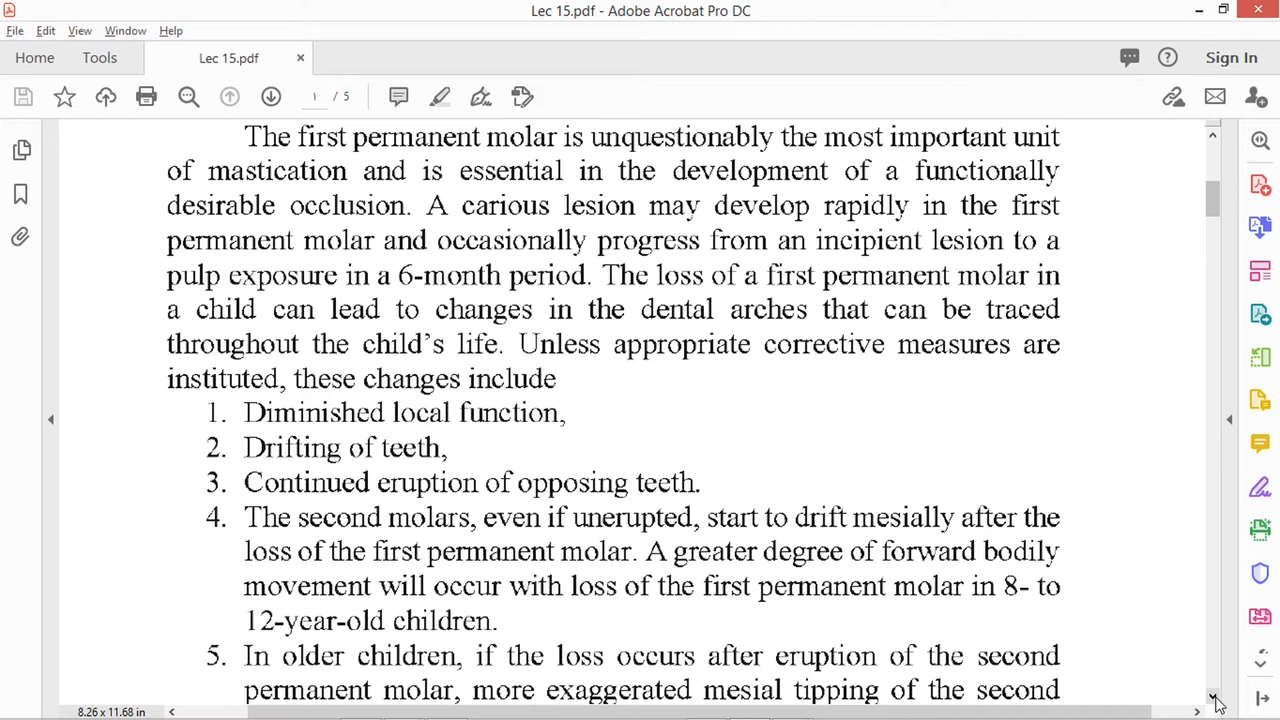 Lec 15.pdf - Adobe Acrobat Pro DC
File Edit View Window Help
Home Tools Lec 15.pdf × Sign In
1 / 5
The first permanent molar is unquestionably the most important unit
of mastication and is essential in the development of a functionally
desirable occlusion. A carious lesion may develop rapidly in the first
permanent molar and occasionally progress from an incipient lesion to a
pulp exposure in a 6-month period. The loss of a first permanent molar in
a child can lead to changes in the dental arches that can be traced
throughout the child’s life. Unless appropriate corrective measures are
instituted, these changes include
1. Diminished local function,
2. Drifting of teeth,
3. Continued eruption of opposing teeth.
4. The second molars, even if unerupted, start to drift mesially after the
loss of the first permanent molar. A greater degree of forward bodily
movement will occur with loss of the first permanent molar in 8- to
12-year-old children.
5. In older children, if the loss occurs after eruption of the second
permanent molar, more exaggerated mesial tipping of the second
8.26 x 11.68 in